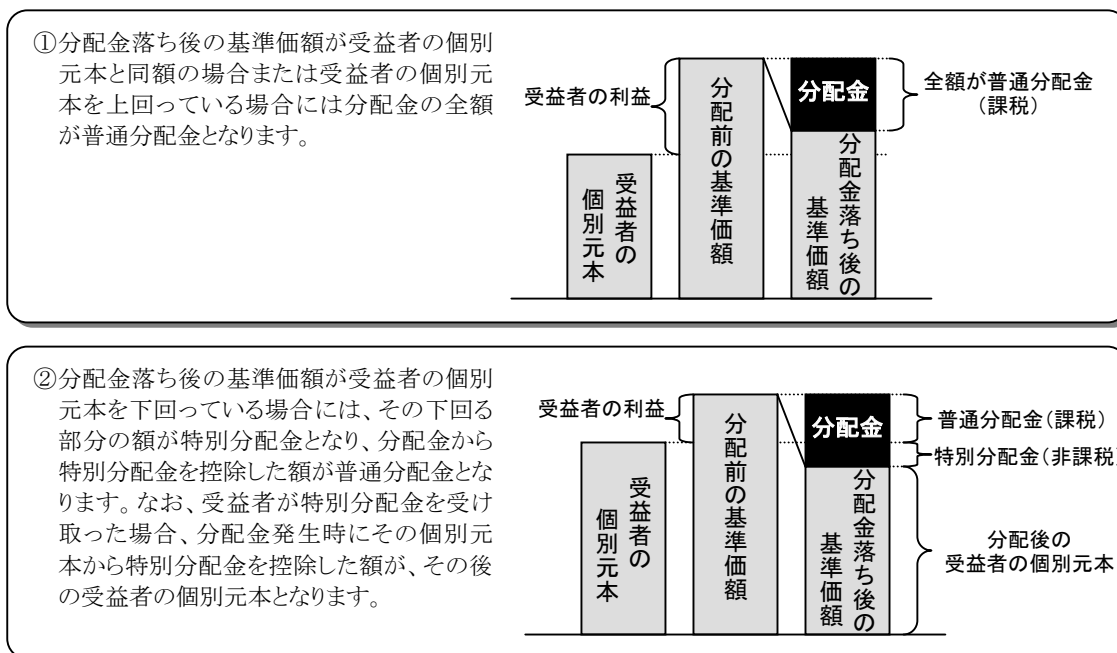 ①分配金落ち後の基準価額が受益者の個別
元本と同額の場合または受益者の個別元
本を上回っている場合には分配金の全額
が普通分配金となります。
受益者の利益
受益者の
個別元本
分配前の基準価額
分配金
分配金落ち後の
基準価額
全額が普通分配金
(課税)
②分配金落ち後の基準価額が受益者の個別
元本を下回っている場合には、その下回る
部分の額が特別分配金となり、分配金から
特別分配金を控除した額が普通分配金とな
ります。なお、受益者が特別分配金を受け
取った場合、分配金発生時にその個別元
本から特別分配金を控除した額が、その後
の受益者の個別元本となります。
受益者の利益
受益者の
個別元本
分配前の基準価額
分配金
分配金落ち後の
基準価額
普通分配金(課税)
特別分配金(非課税)
分配後の
受益者の個別元本